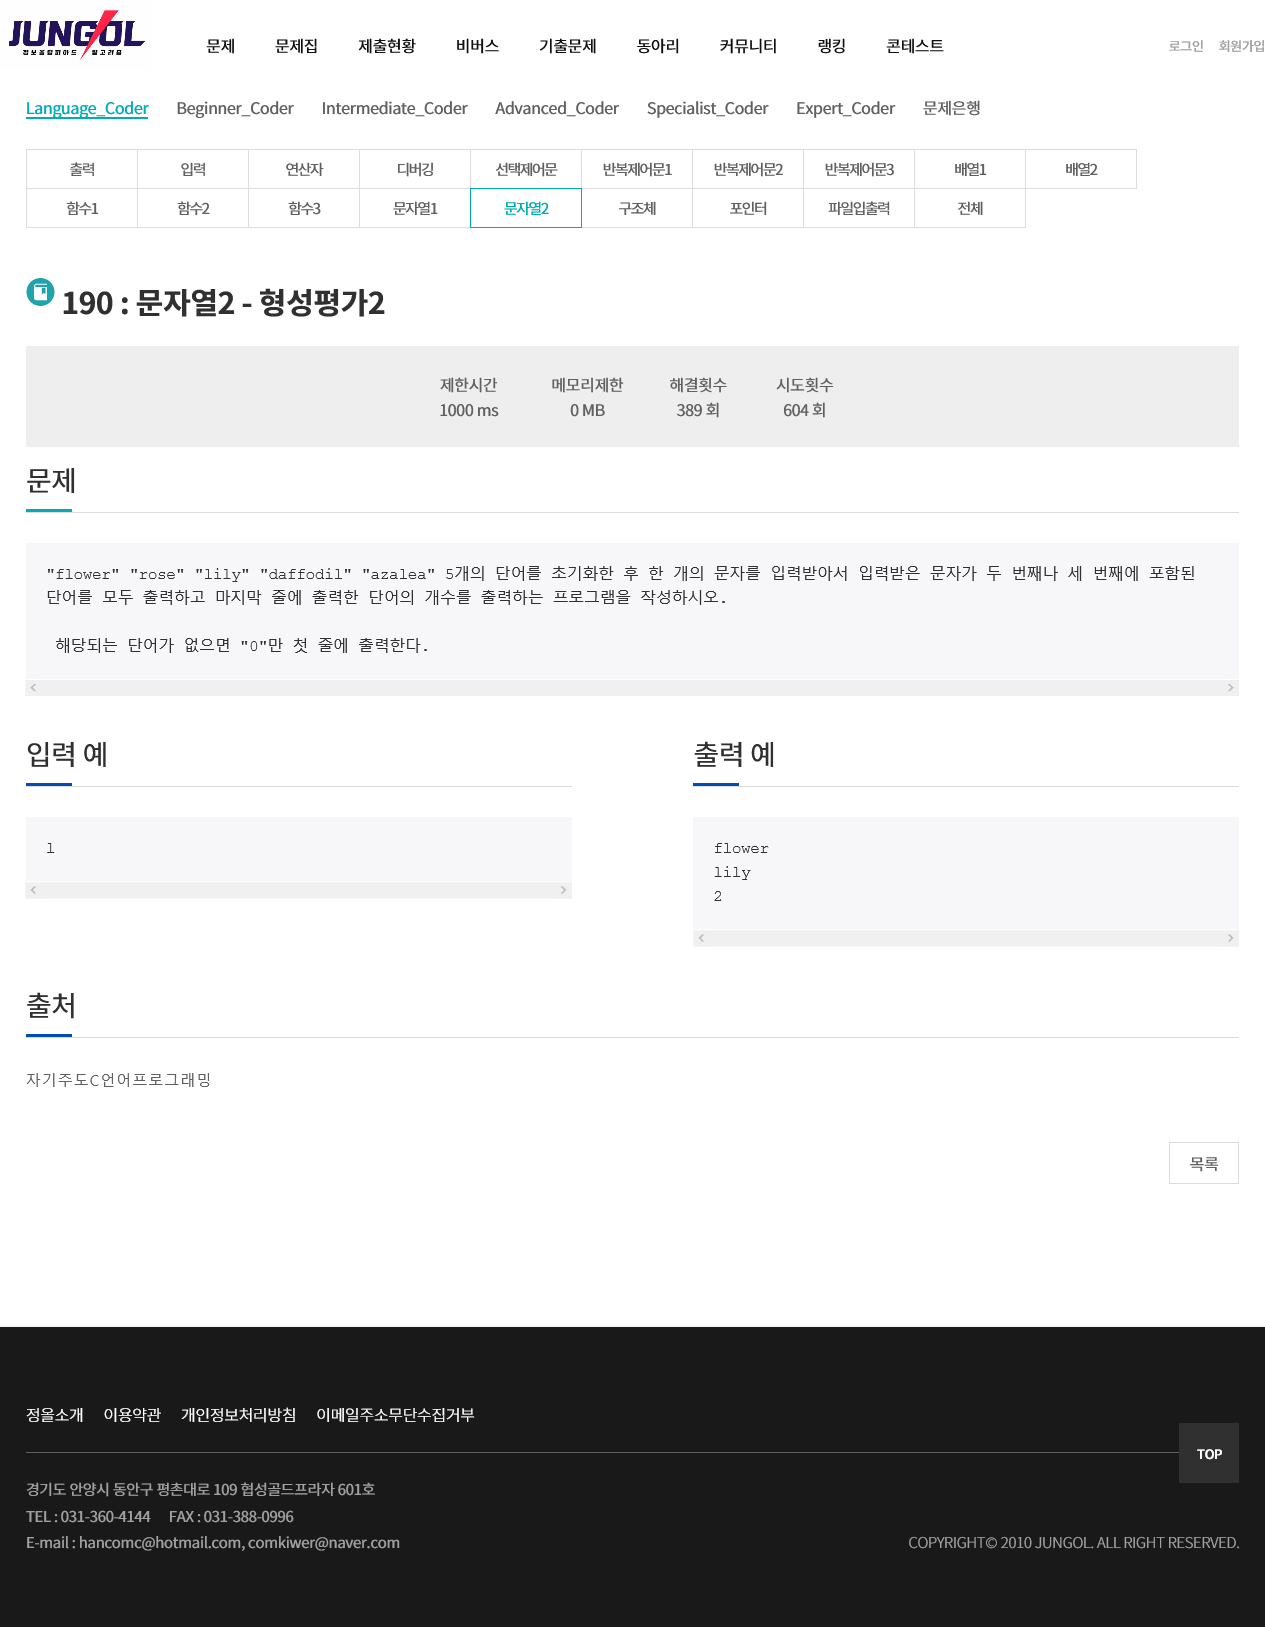 JUNGOL
정보올림피아드 알고리즘
문제 문제집 제출현황 비버스 기출문제 동아리 커뮤니티 랭킹 콘테스트 로그인 회원가입
Language_Coder Beginner_Coder Intermediate_Coder Advanced_Coder Specialist_Coder Expert_Coder 문제은행
출력 입력 연산자 디버깅 선택제어문 반복제어문1 반복제어문2 반복제어문3 배열1 배열2
함수1 함수2 함수3 문자열1 문자열2 구조체 포인터 파일입출력 전체
190 : 문자열2 - 형성평가2
제한시간 메모리제한 해결횟수 시도횟수
1000 ms 0 MB 389 회 604 회
문제
"flower" "rose" "lily" "daffodil" "azalea" 5개의 단어를 초기화한 후 한 개의 문자를 입력받아서 입력받은 문자가 두 번째나 세 번째에 포함된
단어를 모두 출력하고 마지막 줄에 출력한 단어의 개수를 출력하는 프로그램을 작성하시오.
해당되는 단어가 없으면 "0"만 첫 줄에 출력한다.
입력 예
l
출력 예
flower
lily
2
출처
자기주도C언어프로그래밍
목록
정올소개 이용약관 개인정보처리방침 이메일주소무단수집거부
TOP
경기도 안양시 동안구 평촌대로 109 협성골드프라자 601호
TEL : 031-360-4144 FAX : 031-388-0996
E-mail : hancomc@hotmail.com, comkiwer@naver.com
COPYRIGHT© 2010 JUNGOL. ALL RIGHT RESERVED.